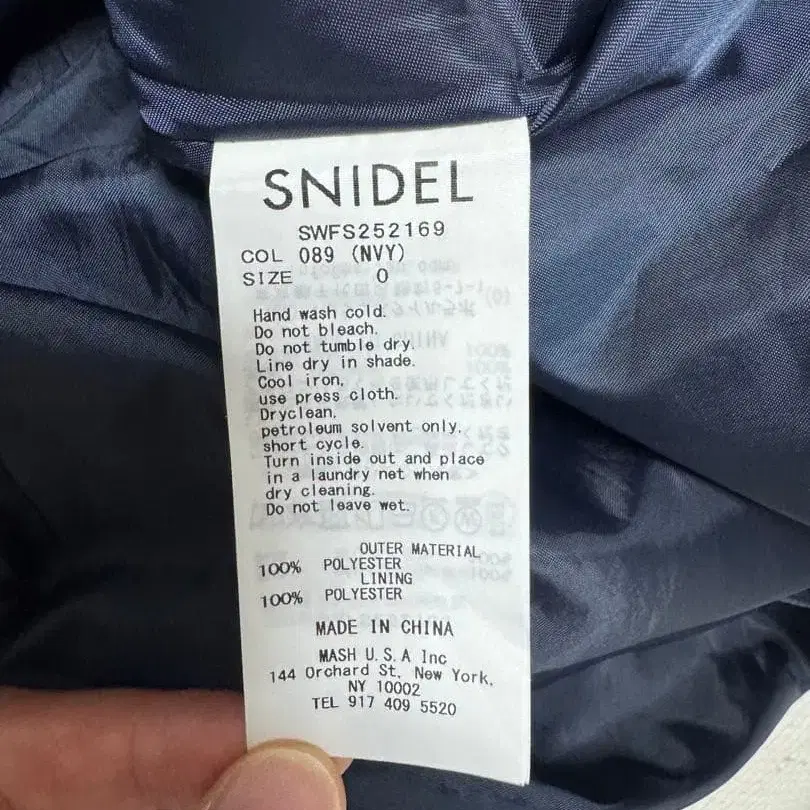 SNIDEL
SWFS252169
COL 089 (NVY)
SIZE 0
Hand wash cold.
Do not bleach.
Do not tumble dry.
Line dry in shade.
Cool iron,
use press cloth.
Dryclean,
petroleum solvent only,
short cycle.
Turn inside out and place
in a laundry net when
dry cleaning.
Do not leave wet.
OUTER MATERIAL
100% POLYESTER
LINING
100% POLYESTER
MADE IN CHINA
MASH U.S.A Inc
144 Orchard St, New York,
NY 10002
TEL 917 409 5520